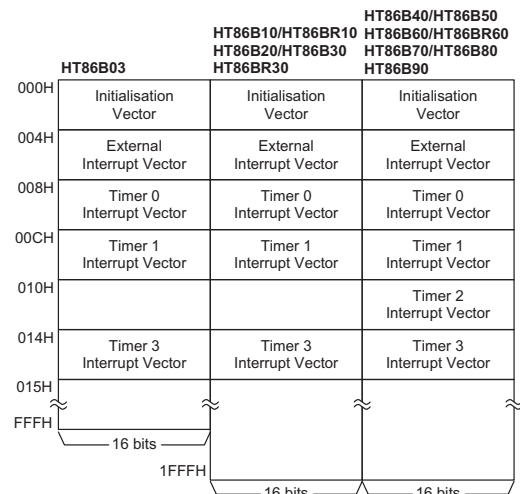 HT86B40/HT86B50
HT86B10/HT86BR10 HT86B60/HT86BR60
HT86B20/HT86B30 HT86B70/HT86B80
HT86B03 HT86BR30 HT86B90
000H
Initialisation Initialisation Initialisation
Vector Vector Vector
004H
External External External
Interrupt Vector Interrupt Vector Interrupt Vector
008H
Timer 0 Timer 0 Timer 0
Interrupt Vector Interrupt Vector Interrupt Vector
00CH
Timer 1 Timer 1 Timer 1
Interrupt Vector Interrupt Vector Interrupt Vector
010H
Timer 2
Interrupt Vector
014H
Timer 3 Timer 3 Timer 3
Interrupt Vector Interrupt Vector Interrupt Vector
015H
FFFH
16 bits
1FFFH
16 bits 16 bits